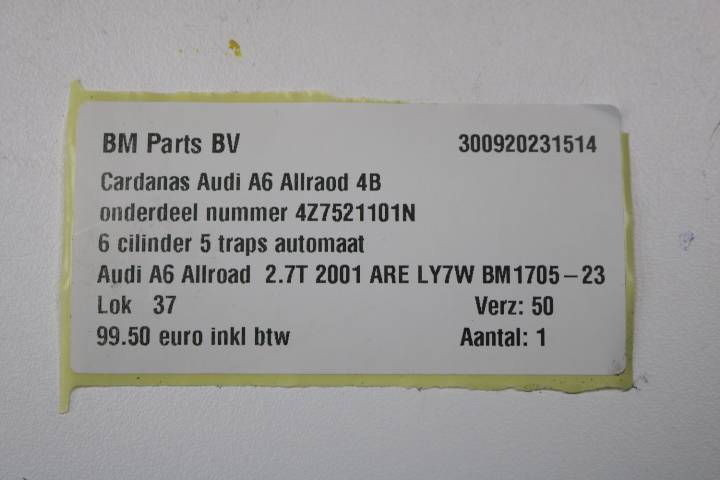 BM Parts BV 300920231514
Cardanas Audi A6 Allraod 4B
onderdeel nummer 4Z7521101N
6 cilinder 5 traps automaat
Audi A6 Allroad 2.7T 2001 ARE LY7W BM1705-23
Lok 37 Verz: 50
99.50 euro inkl btw Aantal: 1